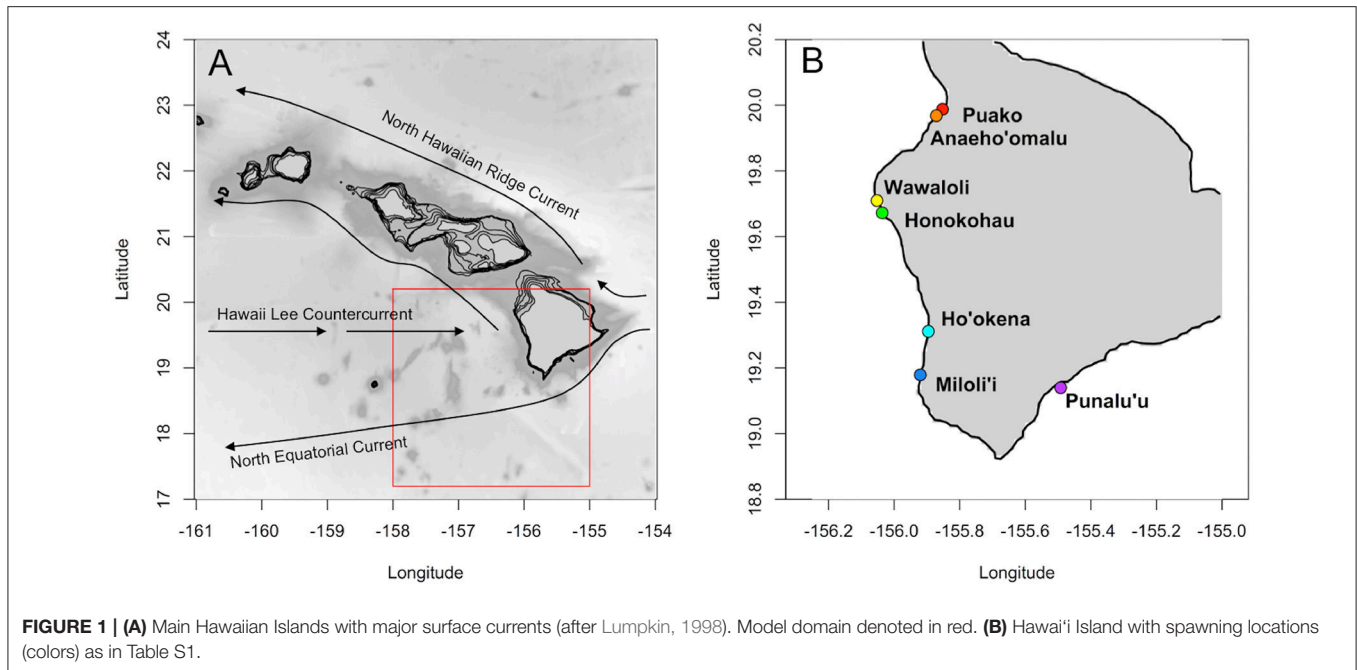 A
24
23
22
21
20
19
18
17
Latitude
North Hawaiian Ridge Current
Hawaii Lee Countercurrent
North Equatorial Current
-161 -160 -159 -158 -157 -156 -155 -154
Longitude
B
20.2
20.0
19.8
19.6
19.4
19.2
19.0
18.8
Latitude
Puako
Anaeho'omalu
Wawaloli
Honokohau
Ho'okena
Miloli'i
Punalu'u
-156.2 -156.0 -155.8 -155.6 -155.4 -155.2 -155.0
Longitude
FIGURE 1 | (A) Main Hawaiian Islands with major surface currents (after Lumpkin, 1998). Model domain denoted in red. (B) Hawai‘i Island with spawning locations
(colors) as in Table S1.